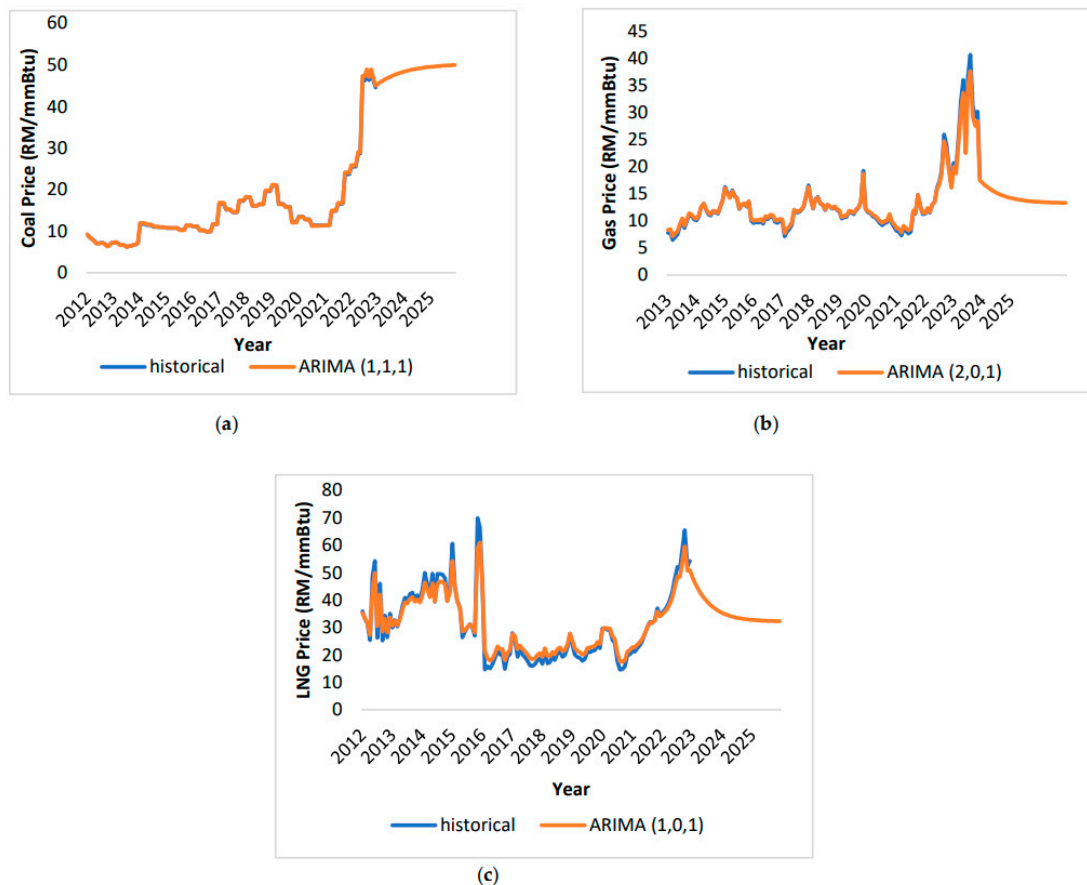 60
50
40
30
20
10
0
Coal Price (RM/mmBtu)
2012 2013 2014 2015 2016 2017 2018 2019 2020 2021 2022 2023 2024 2025
Year
historical ARIMA (1,1,1)
(a)
45
40
35
30
25
20
15
10
5
0
Gas Price (RM/mmBtu)
2013 2014 2015 2016 2017 2018 2019 2020 2021 2022 2023 2024 2025
Year
historical ARIMA (2,0,1)
(b)
80
70
60
50
40
30
20
10
0
LNG Price (RM/mmBtu)
2012 2013 2014 2015 2016 2017 2018 2019 2020 2021 2022 2023 2024 2025
Year
historical ARIMA (1,0,1)
(c)